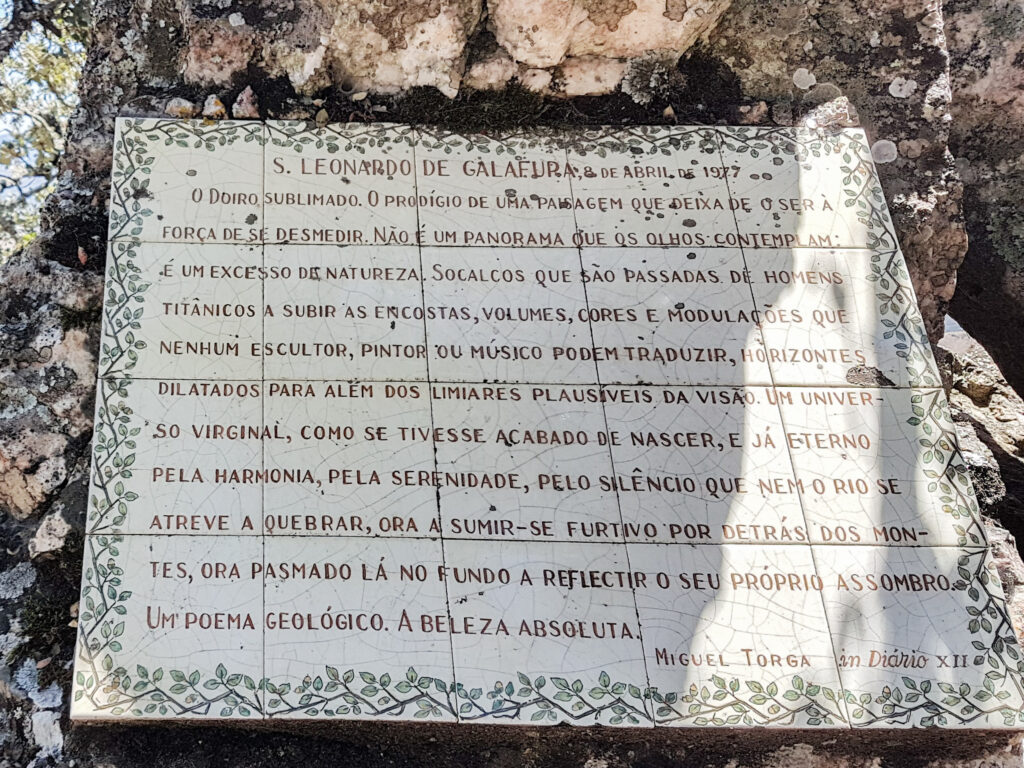 S. LEONARDO DE GALAFURA, 8 DE ABRIL DE 1977
O DOIRO SUBLIMADO. O PRODÍGIO DE UMA PAISAGEM QUE DEIXA DE O SER À
FORÇA DE SE DESMEDIR. NÃO É UM PANORAMA QUE OS OLHOS CONTEMPLAM:
É UM EXCESSO DE NATUREZA. SOCALCOS QUE SÃO PASSADAS DE HOMENS
TITÂNICOS A SUBIR AS ENCOSTAS, VOLUMES, CORES E MODULAÇÕES QUE
NENHUM ESCULTOR, PINTOR OU MÚSICO PODEM TRADUZIR, HORIZONTES
DILATADOS PARA ALÉM DOS LIMIARES PLAUSÍVEIS DA VISÃO. UM UNIVER-
SO VIRGINAL, COMO SE TIVESSE ACABADO DE NASCER, E JÁ ETERNO
PELA HARMONIA, PELA SERENIDADE, PELO SILÊNCIO QUE NEM O RIO SE
ATREVE A QUEBRAR, ORA A SUMIR-SE FURTIVO POR DETRÁS DOS MON-
TES, ORA PASMADO LÁ NO FUNDO A REFLECTIR O SEU PRÓPRIO ASSOMBRO.
UM POEMA GEOLÓGICO. A BELEZA ABSOLUTA.
MIGUEL TORGA in Diário XII